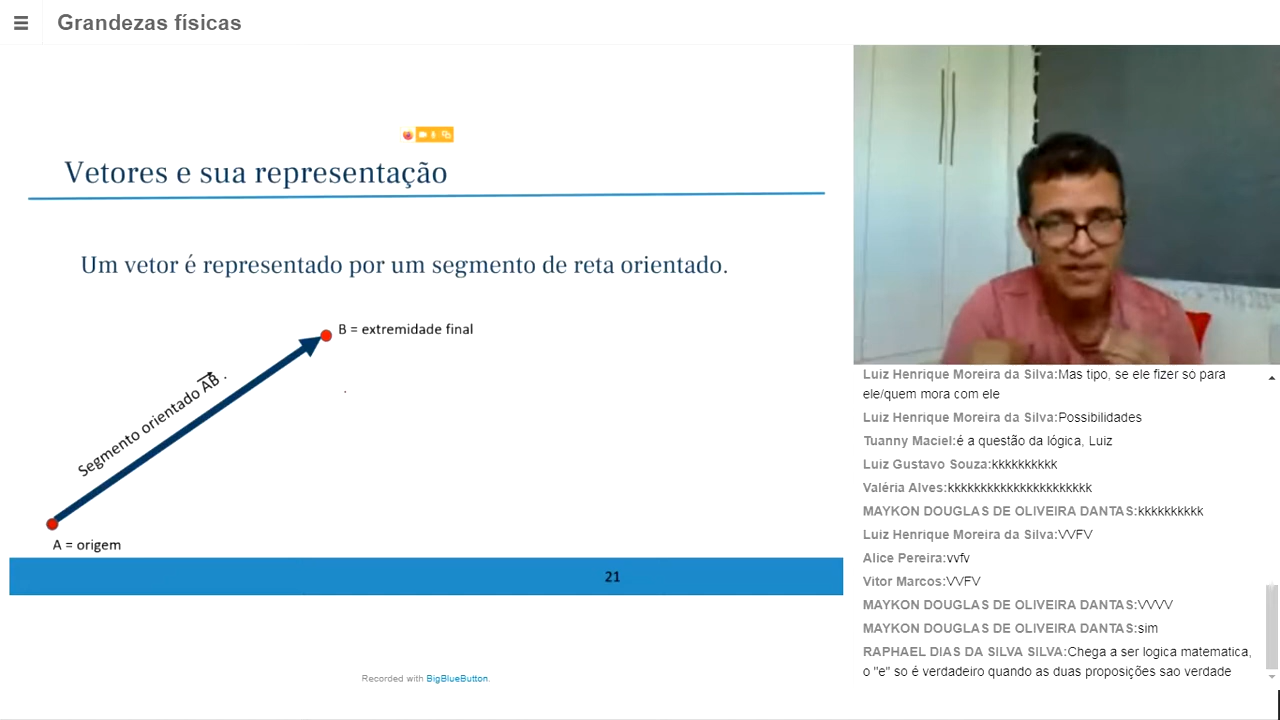 Grandezas físicas
Vetores e sua representação
Um vetor é representado por um segmento de reta orientado.
B = extremidade final
Segmento orientado AB .
A = origem
21
Recorded with BigBlueButton.
Luiz Henrique Moreira da Silva:Mas tipo, se ele fizer só para
ele/quem mora com ele
Luiz Henrique Moreira da Silva:Possibilidades
Tuanny Maciel:é a questão da lógica, Luiz
Luiz Gustavo Souza:kkkkkkkkkk
Valéria Alves:kkkkkkkkkkkkkkkkkkkkkk
MAYKON DOUGLAS DE OLIVEIRA DANTAS:kkkkkkkkkk
Luiz Henrique Moreira da Silva:VVFV
Alice Pereira:vvfv
Vitor Marcos:VVFV
MAYKON DOUGLAS DE OLIVEIRA DANTAS:VVVV
MAYKON DOUGLAS DE OLIVEIRA DANTAS:sim
RAPHAEL DIAS DA SILVA SILVA:Chega a ser logica matematica,
o "e" so é verdadeiro quando as duas proposições sao verdade